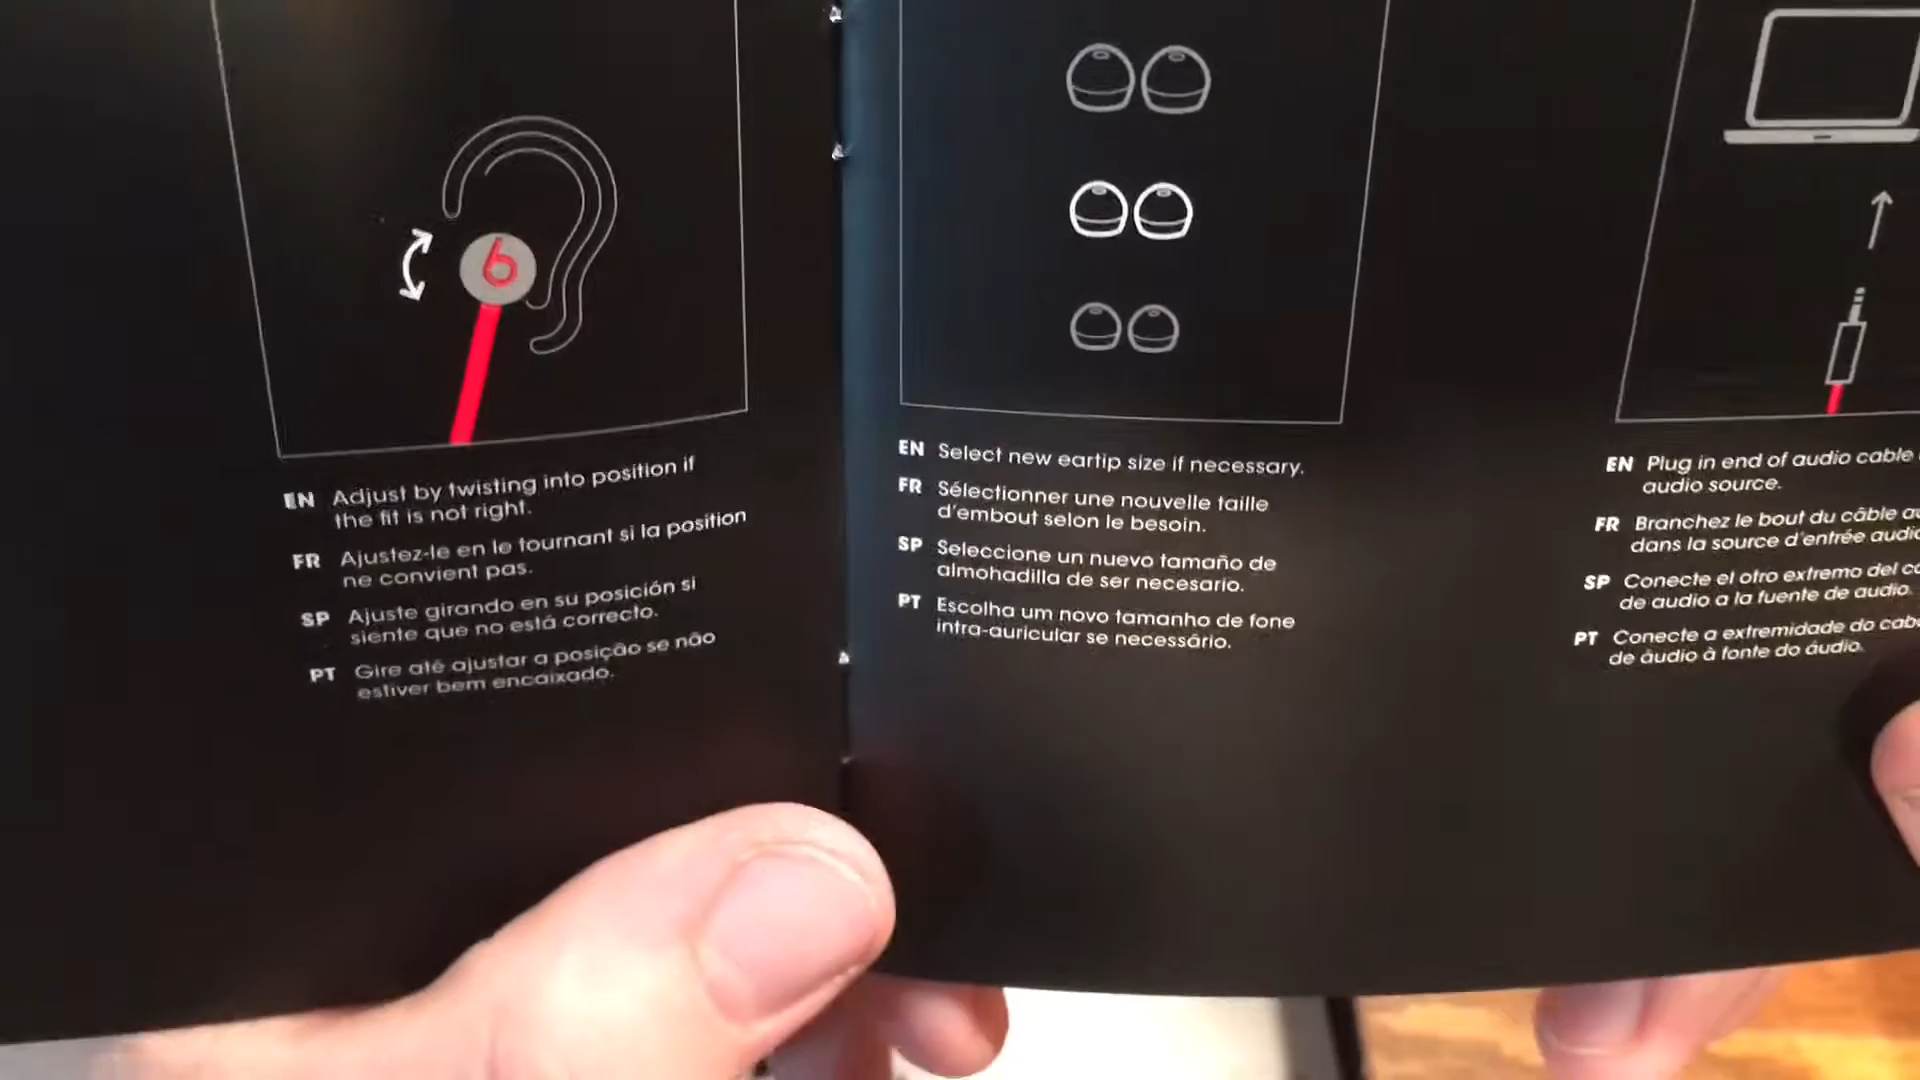 EN Adjust by twisting into position if
the fit is not right.
FR Ajustez-le en le tournant si la position
ne convient pas.
SP Ajuste girando en su posición si
siente que no está correcto.
PT Gire até ajustar a posição se não
estiver bem encaixado.
EN Select new eartip size if necessary.
FR Sélectionner une nouvelle taille
d'embout selon le besoin.
SP Seleccione un nuevo tamaño de
almohadilla de ser necesario.
PT Escolha um novo tamanho de fone
intra-auricular se necessário.
EN Plug in end of audio cable
audio source.
FR Branchez le bout du câble
dans la source d'entrée
SP Conecte el otro extremo del
de audio a la fuente de audio.
PT Conecte a extremidade do
de áudio à fonte do áudio.